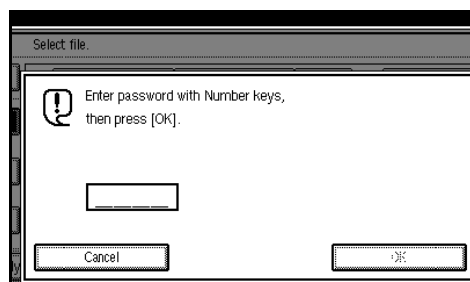 Select file.
Enter password with Number keys,
then press [OK].
Cancel
OK